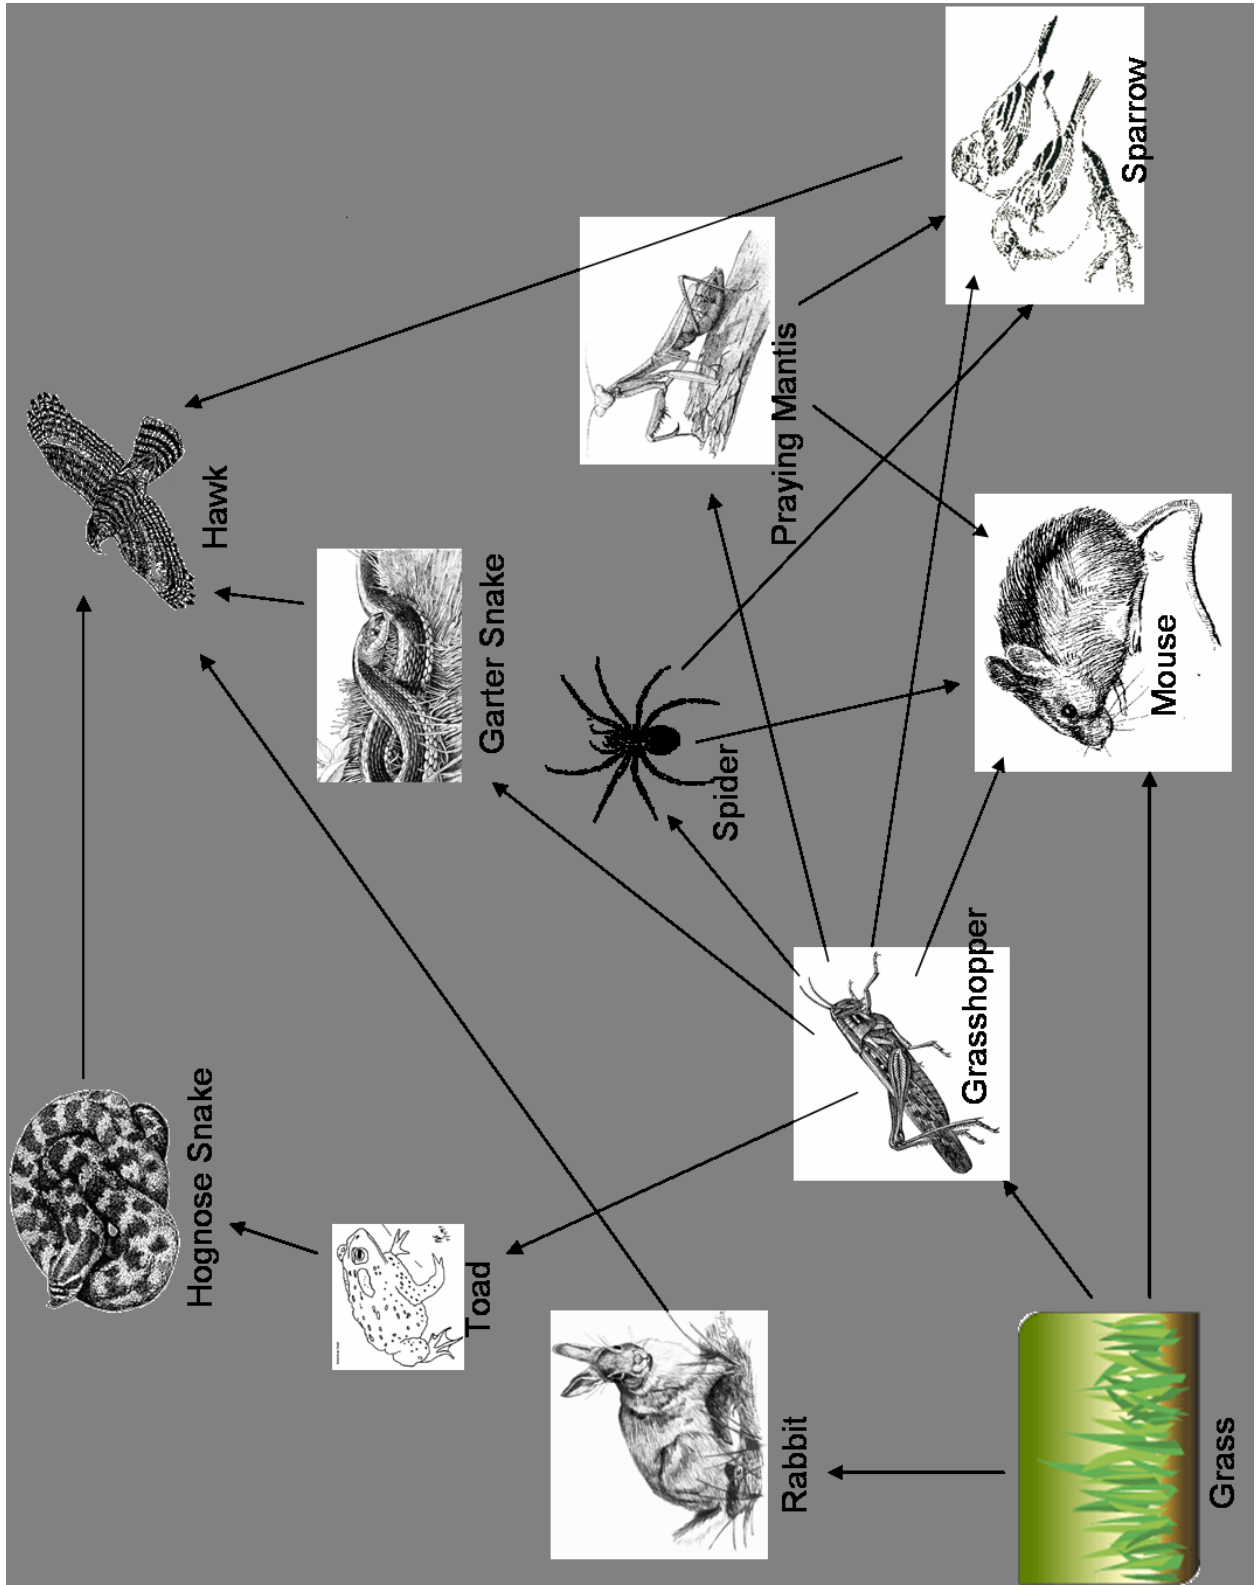 Hognose Snake
Hawk
Toad
Garter Snake
Rabbit
Spider
Praying Mantis
Grasshopper
Mouse
Sparrow
Grass